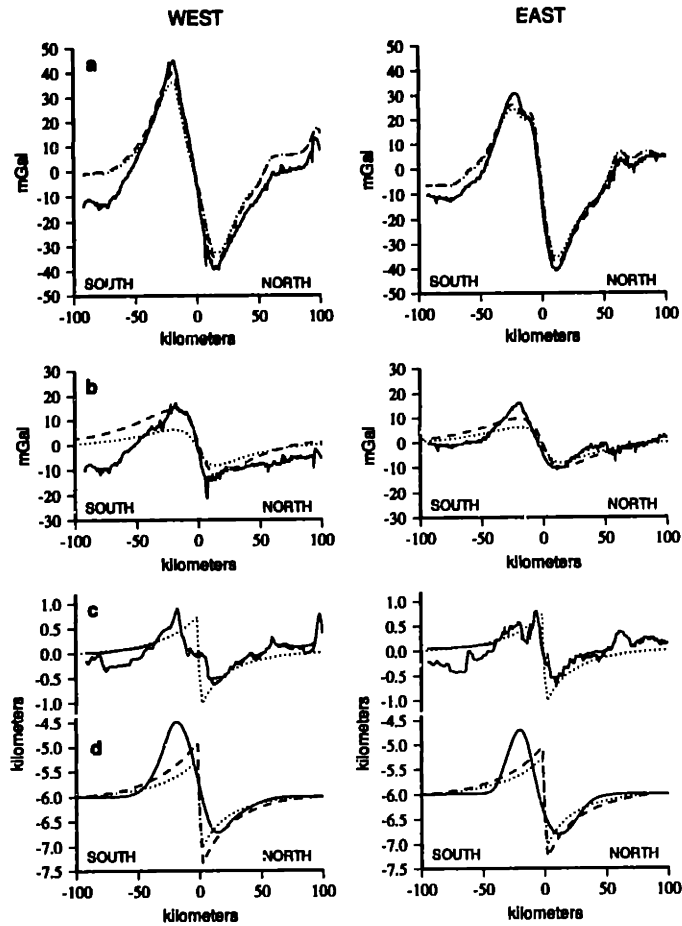 WEST EAST
a
50 50
40 40
30 30
20 20
10 10
0 0
-10 -10
-20 -20
-30 -30
-40 -40
-50 -50
mGal mGal
SOUTH NORTH SOUTH NORTH
-100 -50 0 50 100 -100 -50 0 50 100
kilometers kilometers
b
30 30
20 20
10 10
0 0
-10 -10
-20 -20
-30 -30
mGal mGal
SOUTH NORTH SOUTH NORTH
-100 -50 0 50 100 -100 -50 0 50 100
kilometers kilometers
c
1.0 1.0
0.5 0.5
0.0 0.0
-0.5 -0.5
-1.0 -1.0
kilometers kilometers
d
-4.5 -4.5
-5.0 -5.0
-5.5 -5.5
-6.0 -6.0
-6.5 -6.5
-7.0 -7.0
-7.5 -7.5
SOUTH NORTH SOUTH NORTH
-100 -50 0 50 100 -100 -50 0 50 100
kilometers kilometers